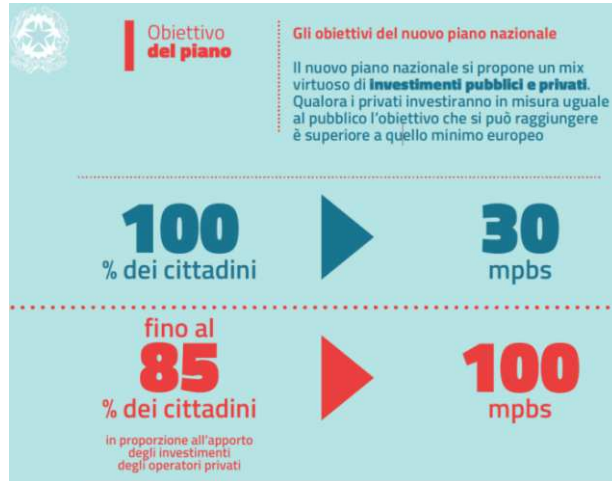 Obiettivo
del piano
Gli obiettivi del nuovo piano nazionale
Il nuovo piano nazionale si propone un mix
virtuoso di investimenti pubblici e privati.
Qualora i privati investiranno in misura uguale
al pubblico l'obiettivo che si può raggiungere
è superiore a quello minimo europeo
100
% dei cittadini
30
mpbs
fino al
85
% dei cittadini
in proporzione all'apporto
degli investimenti
degli operatori privati
100
mpbs